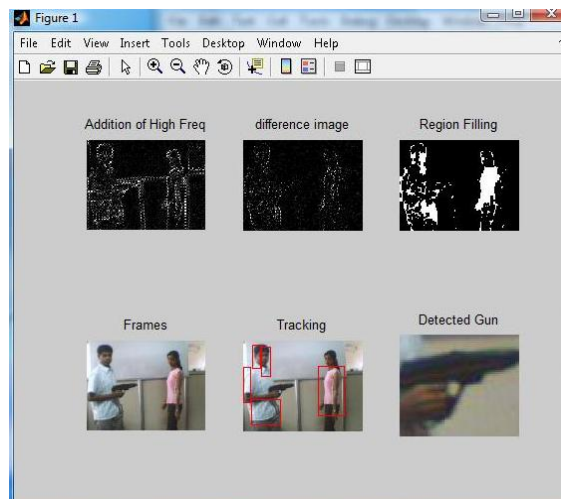 Figure 1
File Edit View Insert Tools Desktop Window Help
Addition of High Freq
difference image
Region Filling
Frames
Tracking
Detected Gun